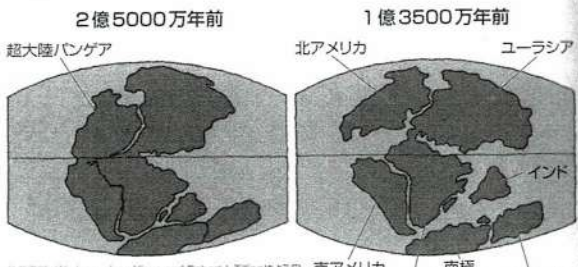 2億5000万年前
超大陸パンゲア
1億3500万年前
北アメリカ
ユーラシア
インド
南アメリカ
南極